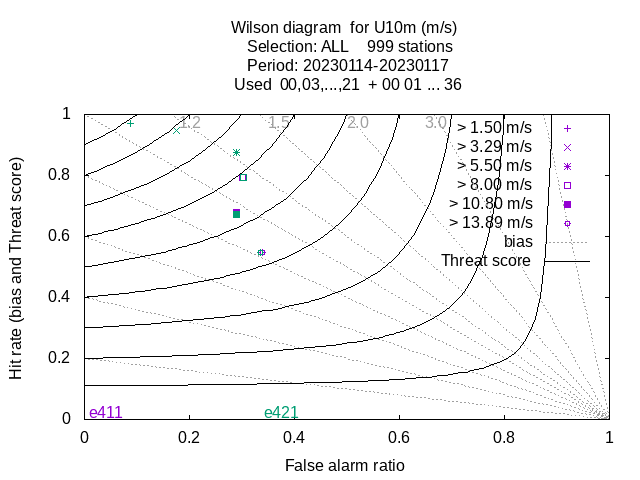 Wilson diagram  for U10m (m/s)
Selection: ALL    999 stations
Period: 20230114-20230117
Used  00,03,...,21  + 00 01 ... 36
1.2 1.5 2.0 3.0
> 1.50 m/s
> 3.29 m/s
> 5.50 m/s
> 8.00 m/s
> 10.80 m/s
> 13.89 m/s
bias
Threat score
Hit rate (bias and Threat score)
1
0.8
0.6
0.4
0.2
0
e411 e421
0 0.2 0.4 0.6 0.8 1
False alarm ratio